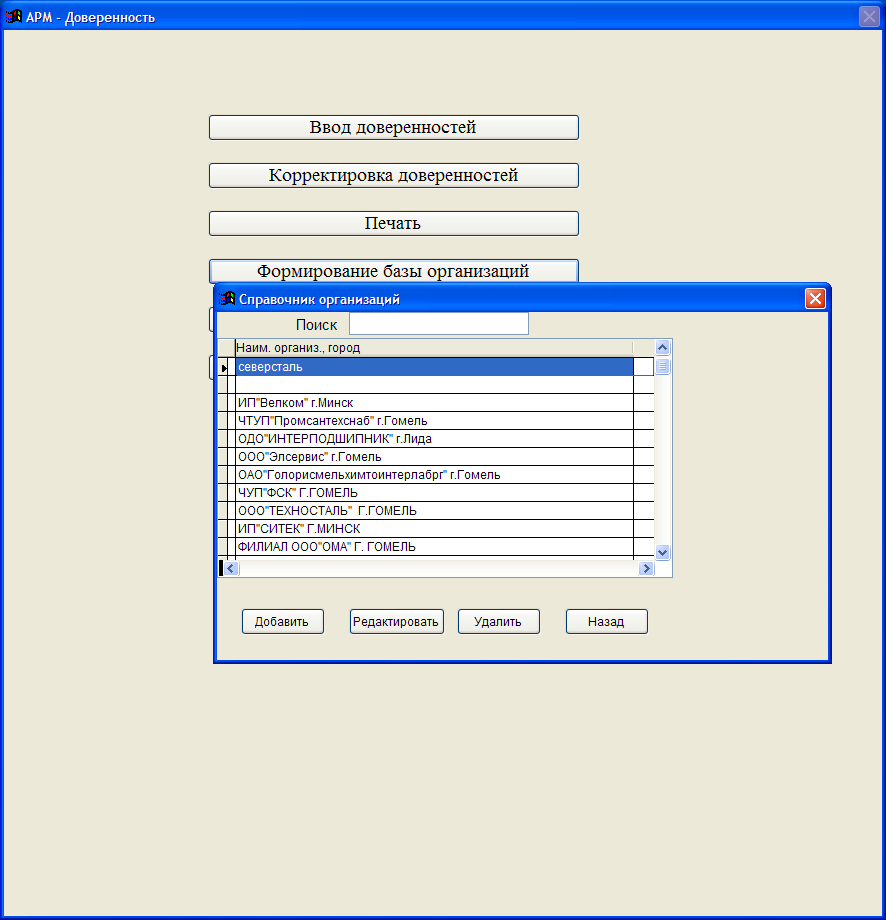 АРМ - Доверенность
Ввод доверенностей
Корректировка доверенностей
Печать
Формирование базы организаций
Справочник организаций
Поиск
Наим. организ., город
северсталь
ИП"Велком" г.Минск
ЧТУП"Промсантехснаб" г.Гомель
ОДО"ИНТЕРПОДШИПНИК" г.Лида
ООО"Элсервис" г.Гомель
ОАО"Голорисмельхимтоинтерлабрг" г.Гомель
ЧУП"ФСК" Г.ГОМЕЛЬ
ООО"ТЕХНОСТАЛЬ" Г.ГОМЕЛЬ
ИП"СИТЕК" Г.МИНСК
ФИЛИАЛ ООО"ОМА" Г. ГОМЕЛЬ
Добавить Редактировать Удалить Назад